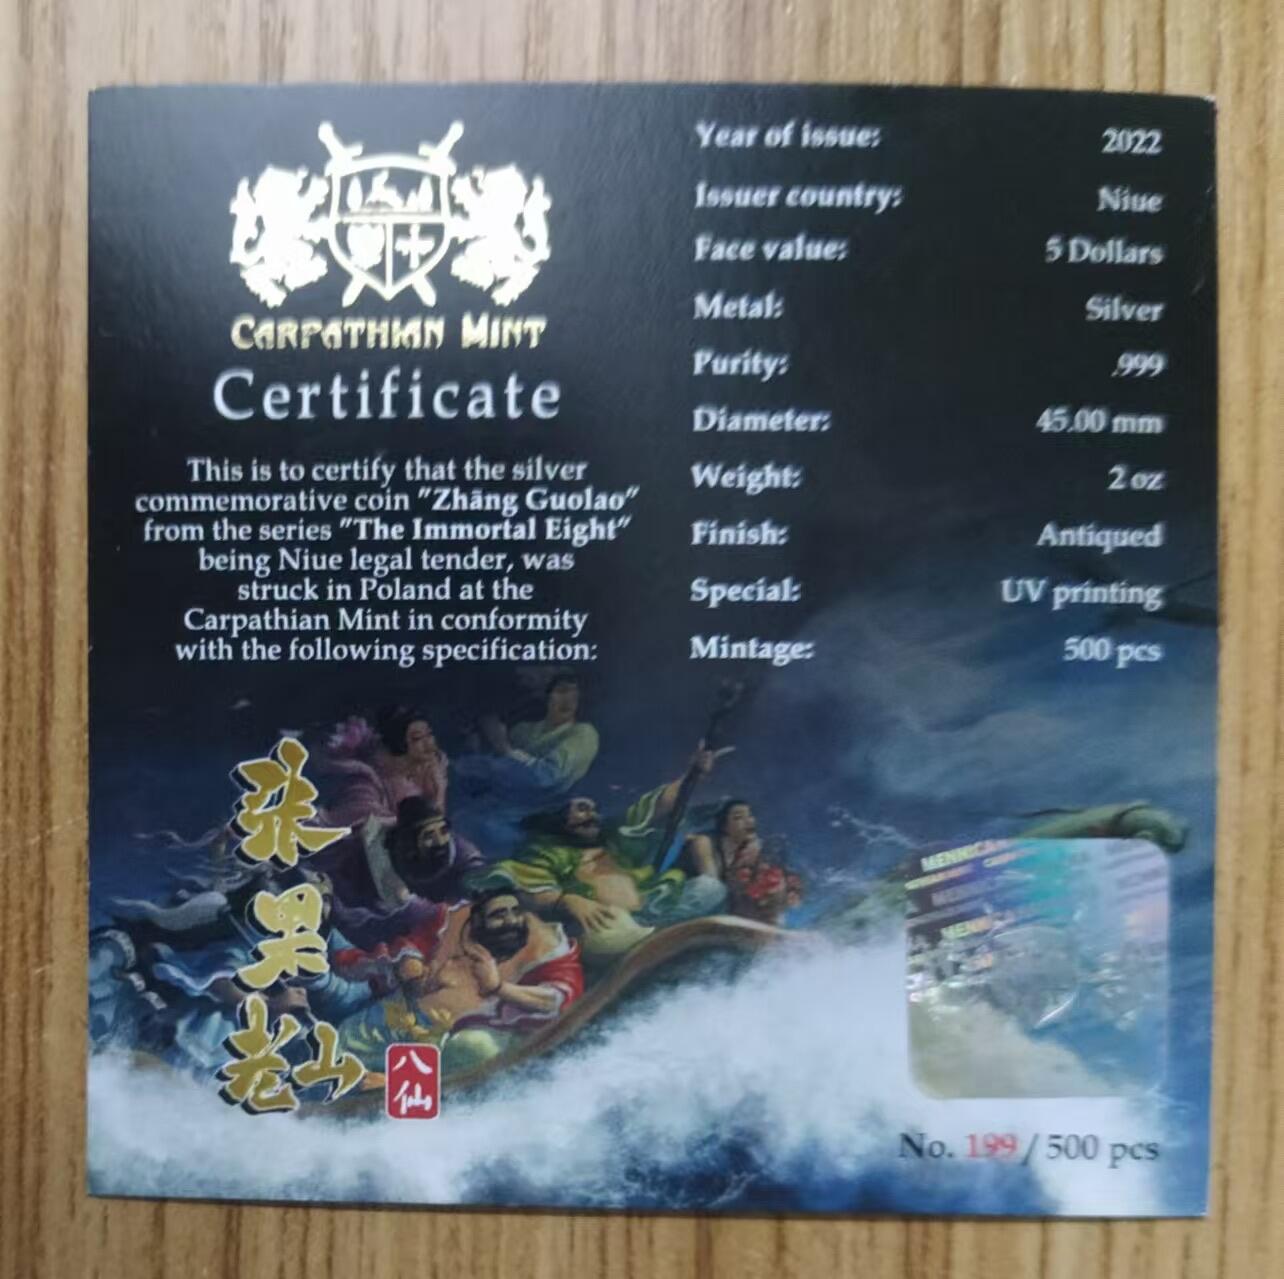 CARPATHIAN MINT
Certificate
This is to certify that the silver
commemorative coin "Zhāng Guolao"
from the series "The Immortal Eight"
being Niue legal tender, was
struck in Poland at the
Carpathian Mint in conformity
with the following specification:
Year of issue: 2022
Issuer country: Niue
Face value: 5 Dollars
Metal: Silver
Purity: .999
Diameter: 45.00 mm
Weight: 2 oz
Finish: Antiqued
Special: UV printing
Mintage: 500 pcs
张
果
老山
八
仙
MENNICA
MENNICA
No. 199 / 500 pcs